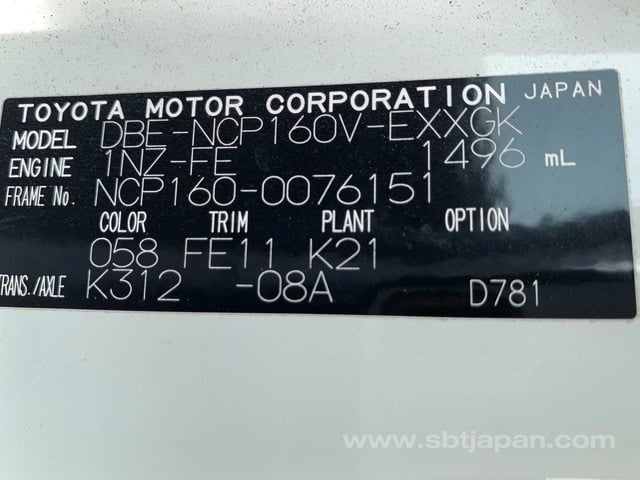 TOYOTA MOTOR CORPORATION JAPAN
MODEL DBE-NCP160V-EXXGK
ENGINE 1NZ-FE 1496 mL
FRAME No. NCP160-0076151
COLOR TRIM PLANT OPTION
058 FE11 K21
TRANS./AXLE K312 -08A D781
www.sbtjapan.com